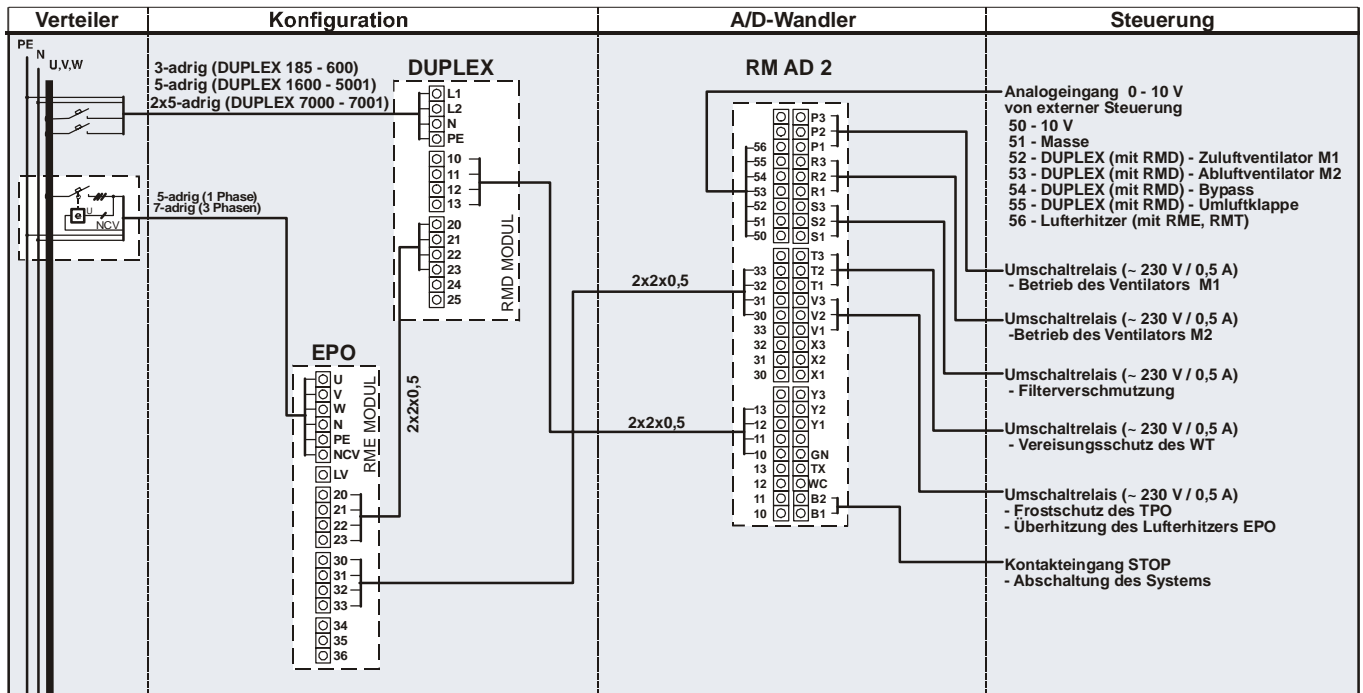 Verteiler
Konfiguration
A/D-Wandler
Steuerung
PE
N
U,V,W
3-adrig (DUPLEX 185 - 600)
5-adrig (DUPLEX 1600 - 5001)
2x5-adrig (DUPLEX 7000 - 7001)
U
NCV
5-adrig (1 Phase)
7-adrig (3 Phasen)
DUPLEX
L1
L2
N
PE
10
11
12
13
20
21
22
23
24
25
RMD MODUL
EPO
U
V
W
N
PE
NCV
LV
20
21
22
23
30
31
32
33
34
35
36
RME MODUL
2x2x0,5
2x2x0,5
2x2x0,5
RM AD 2
P3
P2
56 P1
55 R3
54 R2
53 R1
52 S3
51 S2
50 S1
T3
33 T2
32 T1
31 V3
30 V2
33 V1
32 X3
31 X2
30 X1
Y3
13 Y2
12 Y1
11
10 GN
13 TX
12 WC
11 B2
10 B1
Analogeingang 0 - 10 V
von externer Steuerung
50 - 10 V
51 - Masse
52 - DUPLEX (mit RMD) - Zuluftventilator M1
53 - DUPLEX (mit RMD) - Abluftventilator M2
54 - DUPLEX (mit RMD) - Bypass
55 - DUPLEX (mit RMD) - Umluftklappe
56 - Lufterhitzer (mit RME, RMT)
Umschaltrelais (~ 230 V / 0,5 A)
- Betrieb des Ventilators M1
Umschaltrelais (~ 230 V / 0,5 A)
-Betrieb des Ventilators M2
Umschaltrelais (~ 230 V / 0,5 A)
- Filterverschmutzung
Umschaltrelais (~ 230 V / 0,5 A)
- Vereisungsschutz des WT
Umschaltrelais (~ 230 V / 0,5 A)
- Frostschutz des TPO
- Überhitzung des Lufterhitzers EPO
Kontakteingang STOP
- Abschaltung des Systems